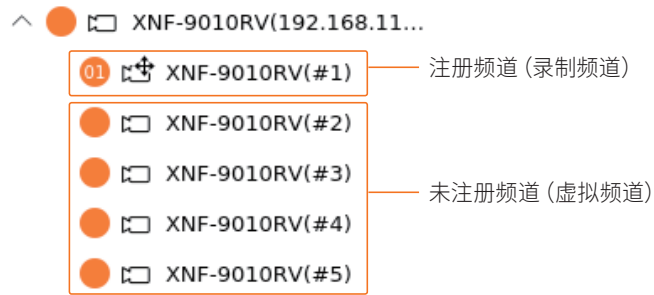 XNF-9010RV(192.168.11...
01 XNF-9010RV(#1) 注册频道 (录制频道)
XNF-9010RV(#2)
XNF-9010RV(#3)
未注册频道 (虚拟频道)
XNF-9010RV(#4)
XNF-9010RV(#5)